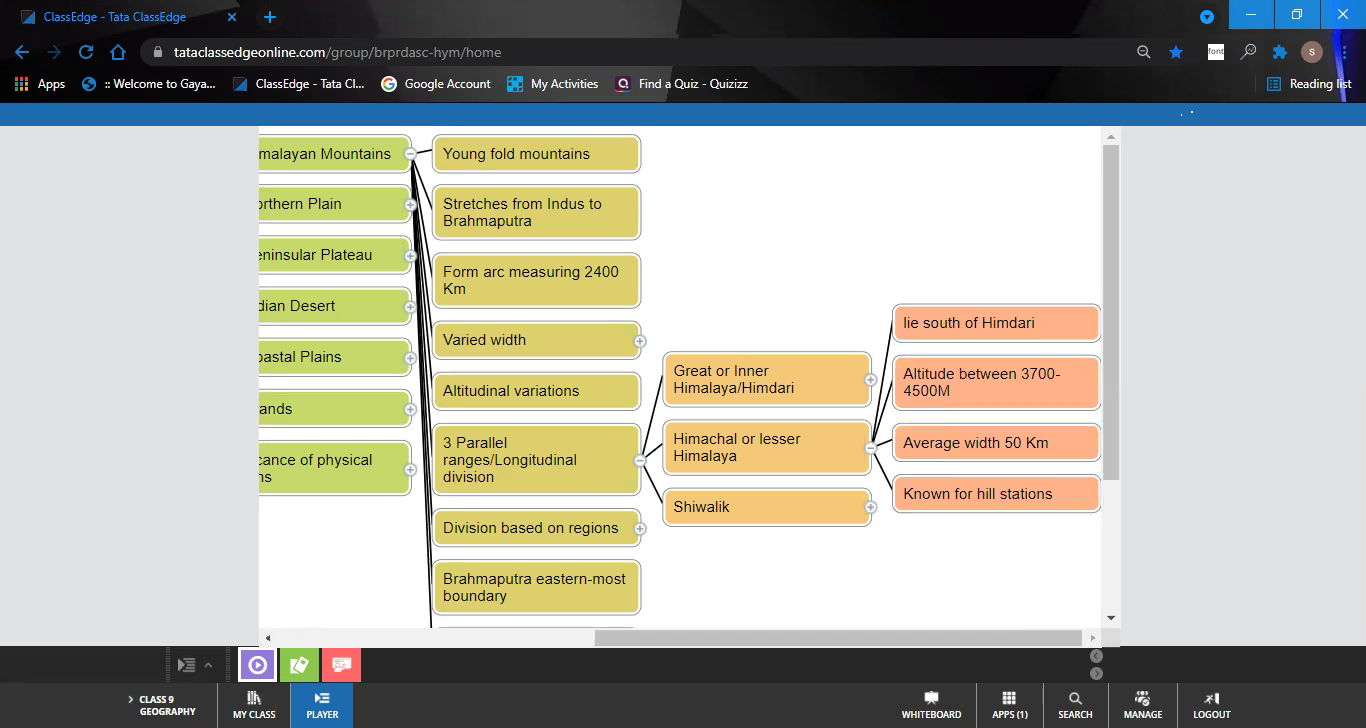 ClassEdge - Tata ClassEdge
tataclassedgeonline.com/group/brprdasc-hym/home
font
S
Apps
:: Welcome to Gaya...
ClassEdge - Tata Cl...
Google Account
My Activities
Find a Quiz - Quizizz
Reading list
malayan Mountains
orthern Plain
eninsular Plateau
dian Desert
oastal Plains
ands
cance of physical
ns
Young fold mountains
Stretches from Indus to
Brahmaputra
Form arc measuring 2400
Km
Varied width
Altitudinal variations
3 Parallel
ranges/Longitudinal
division
Division based on regions
Brahmaputra eastern-most
boundary
Great or Inner
Himalaya/Himdari
Himachal or lesser
Himalaya
Shiwalik
lie south of Himdari
Altitude between 3700-
4500M
Average width 50 Km
Known for hill stations
CLASS 9
GEOGRAPHY
MY CLASS
PLAYER
WHITEBOARD
APPS (1)
SEARCH
MANAGE
LOGOUT